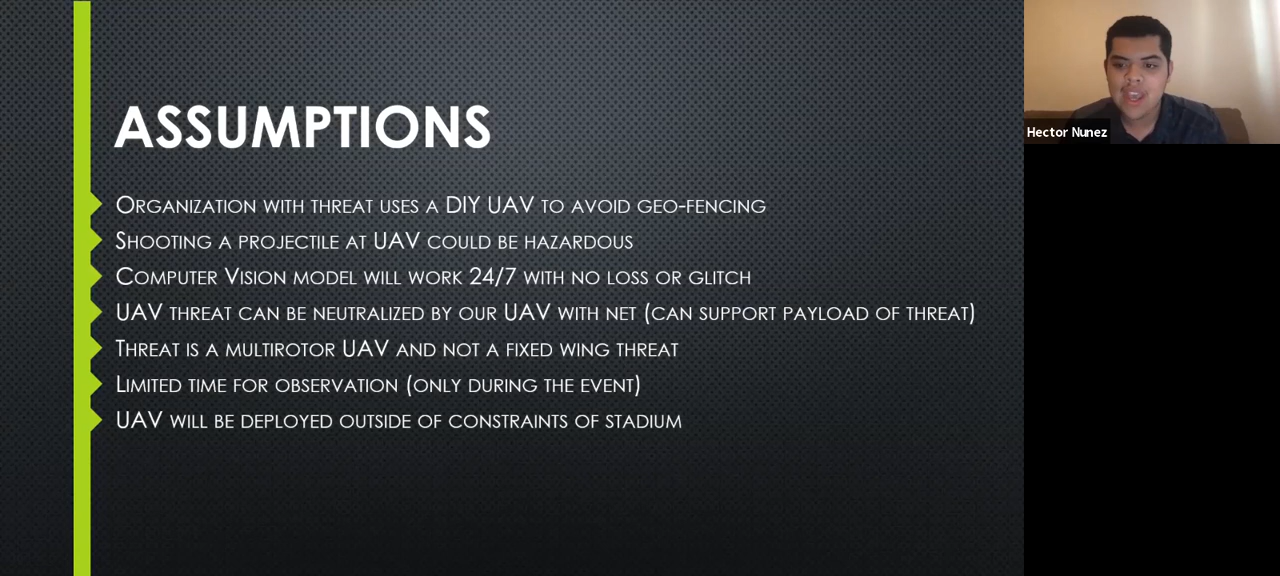 ASSUMPTIONS
Organization with threat uses a DIY UAV to avoid geo-fencing
Shooting a projectile at UAV could be hazardous
Computer Vision model will work 24/7 with no loss or glitch
UAV threat can be neutralized by our UAV with net (can support payload of threat)
Threat is a multirotor UAV and not a fixed wing threat
Limited time for observation (only during the event)
UAV will be deployed outside of constraints of stadium
Hector Nunez